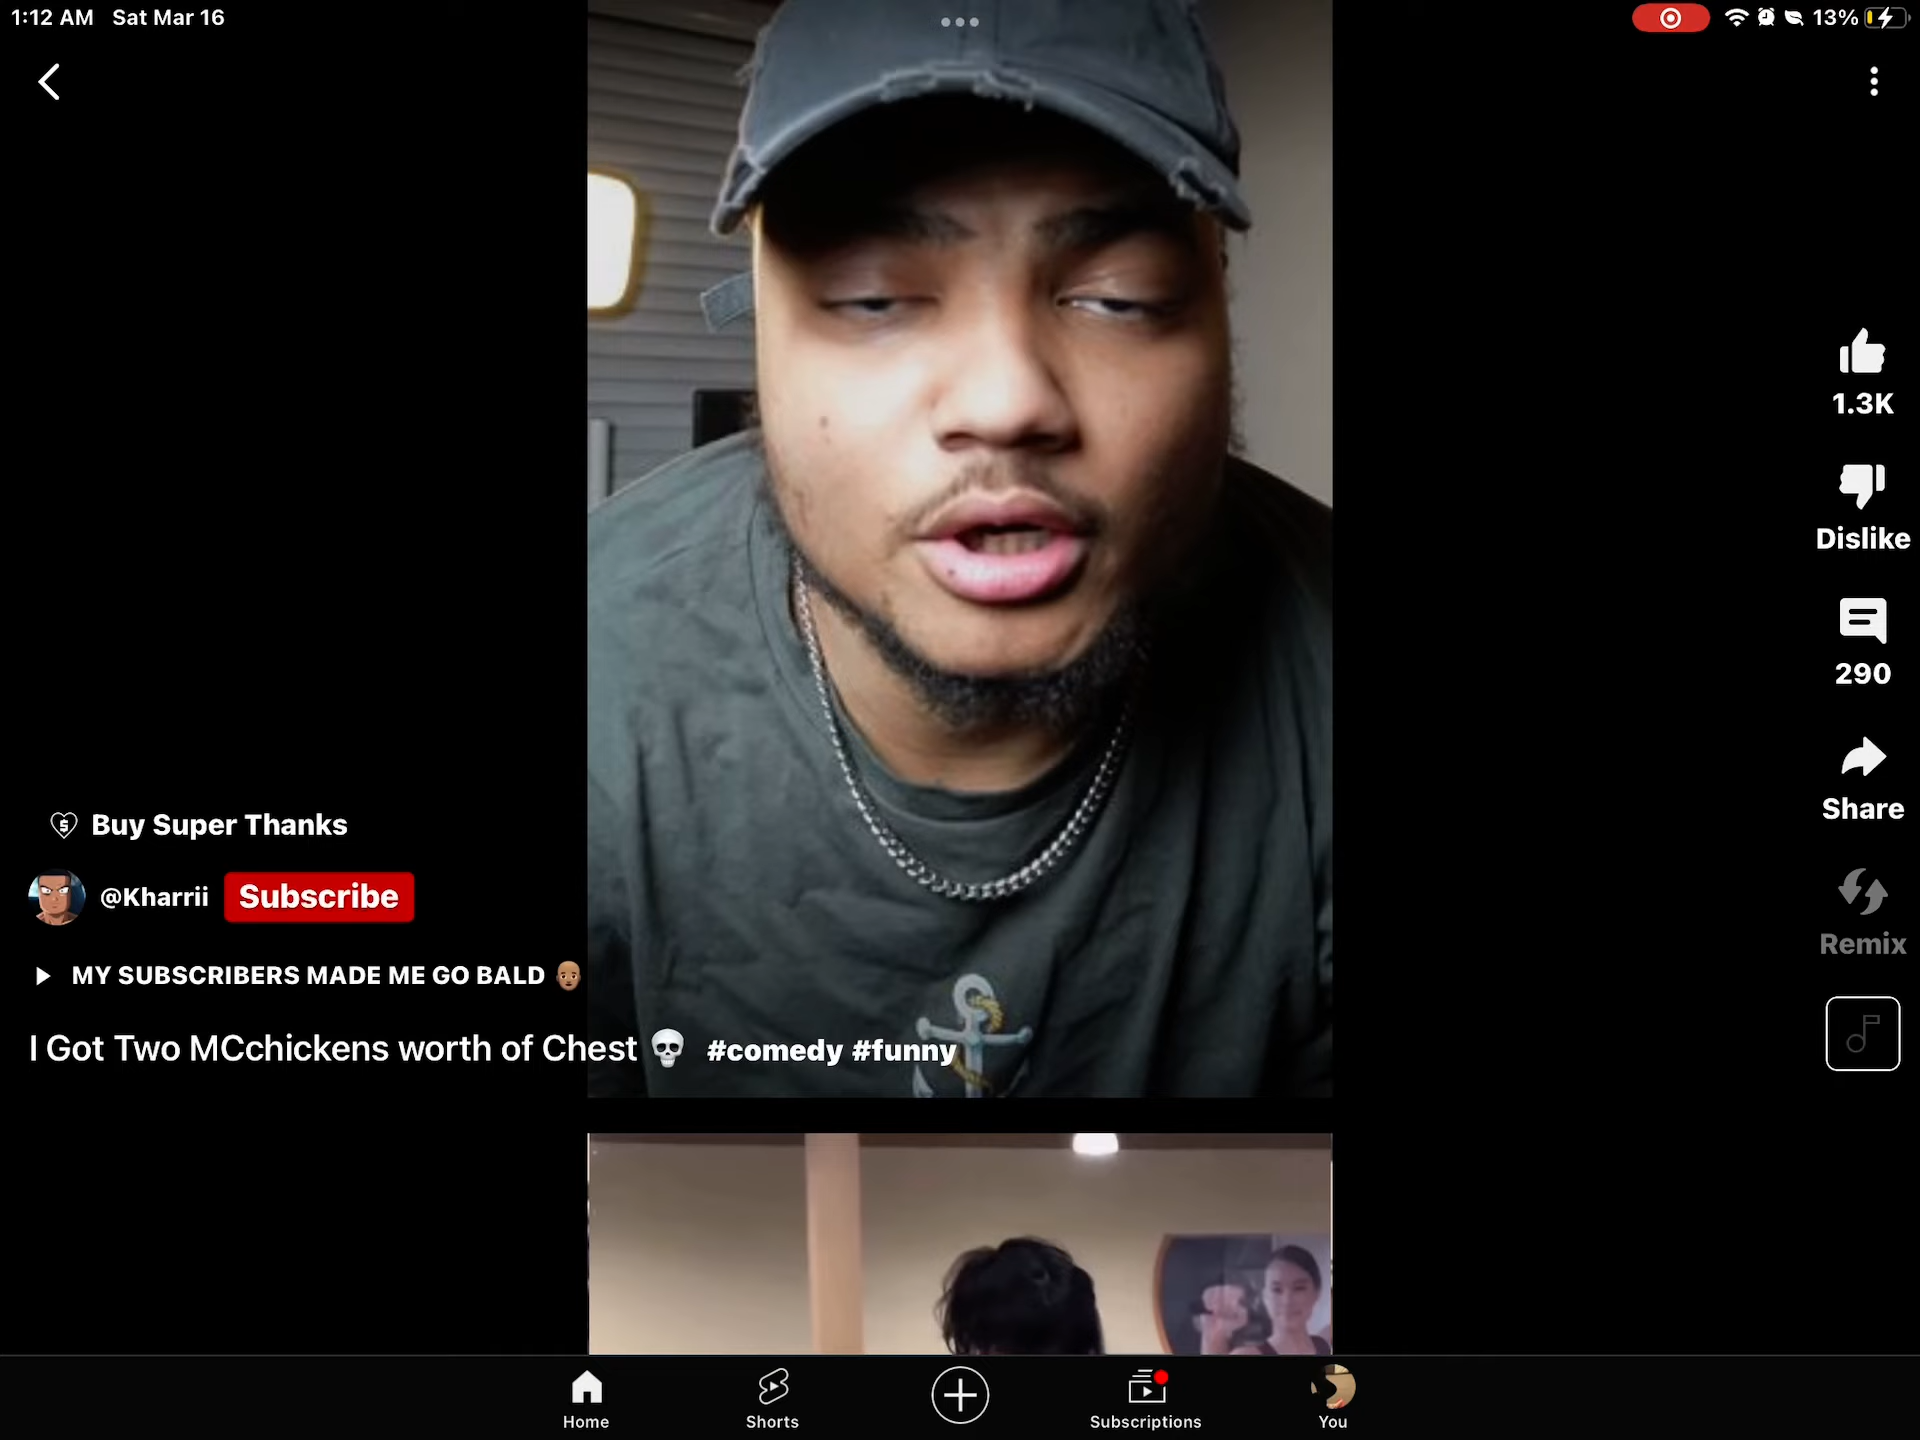 1:12 AM Sat Mar 16
13%
1.3K
Dislike
290
Share
Remix
Buy Super Thanks
@Kharrii Subscribe
MY SUBSCRIBERS MADE ME GO BALD 👨🏽‍🦲
I Got Two MCchickens worth of Chest 💀 #comedy #funny
Home Shorts Subscriptions You